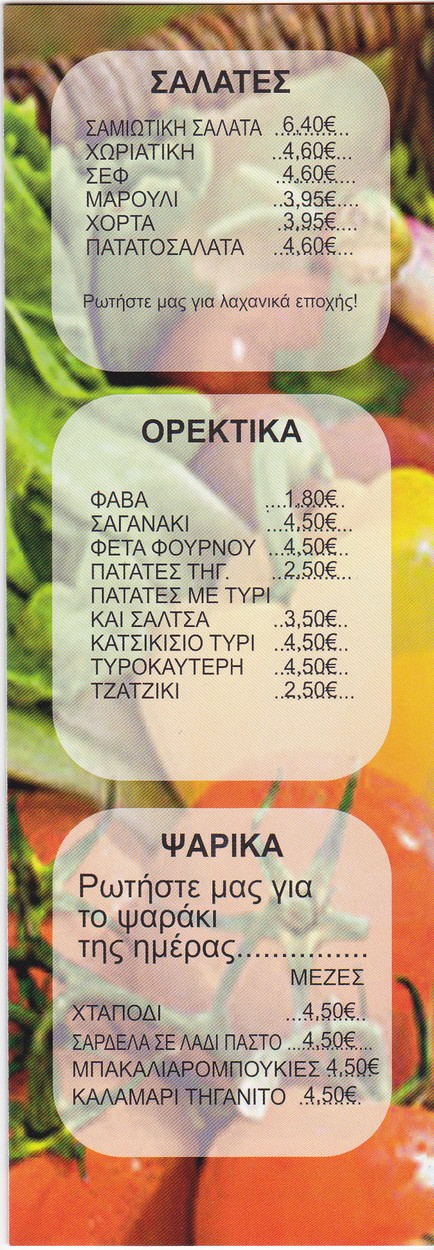 ΣΑΛΑΤΕΣ
ΣΑΜΙΩΤΙΚΗ ΣΑΛΑΤΑ ..6,40€...
ΧΩΡΙΑΤΙΚΗ ..4,60€...
ΣΕΦ ..4,60€...
ΜΑΡΟΥΛΙ ..3,95€....
ΧΟΡΤΑ ..3,95€....
ΠΑΤΑΤΟΣΑΛΑΤΑ ..4,60€...
Ρωτήστε μας για λαχανικά εποχής!
ΟΡΕΚΤΙΚΑ
ΦΑΒΑ ...1,80€..
ΣΑΓΑΝΑΚΙ ...4,50€...
ΦΕΤΑ ΦΟΥΡΝΟΥ ...4,50€..
ΠΑΤΑΤΕΣ ΤΗΓ. ..2,50€...
ΠΑΤΑΤΕΣ ΜΕ ΤΥΡΙ
ΚΑΙ ΣΑΛΤΣΑ ..3,50€..
ΚΑΤΣΙΚΙΣΙΟ ΤΥΡΙ ..4,50€..
ΤΥΡΟΚΑΥΤΕΡΗ ..4,50€..
ΤΖΑΤΖΙΚΙ ..2,50€...
ΨΑΡΙΚΑ
Ρωτήστε μας για
το ψαράκι
της ημέρας...............
ΜΕΖΕΣ
ΧΤΑΠΟΔΙ ...4,50€..
ΣΑΡΔΕΛΑ ΣΕ ΛΑΔΙ ΠΑΣΤΟ ...4,50€...
ΜΠΑΚΑΛΙΑΡΟΜΠΟΥΚΙΕΣ 4,50€
ΚΑΛΑΜΑΡΙ ΤΗΓΑΝΙΤΟ ..4,50€..